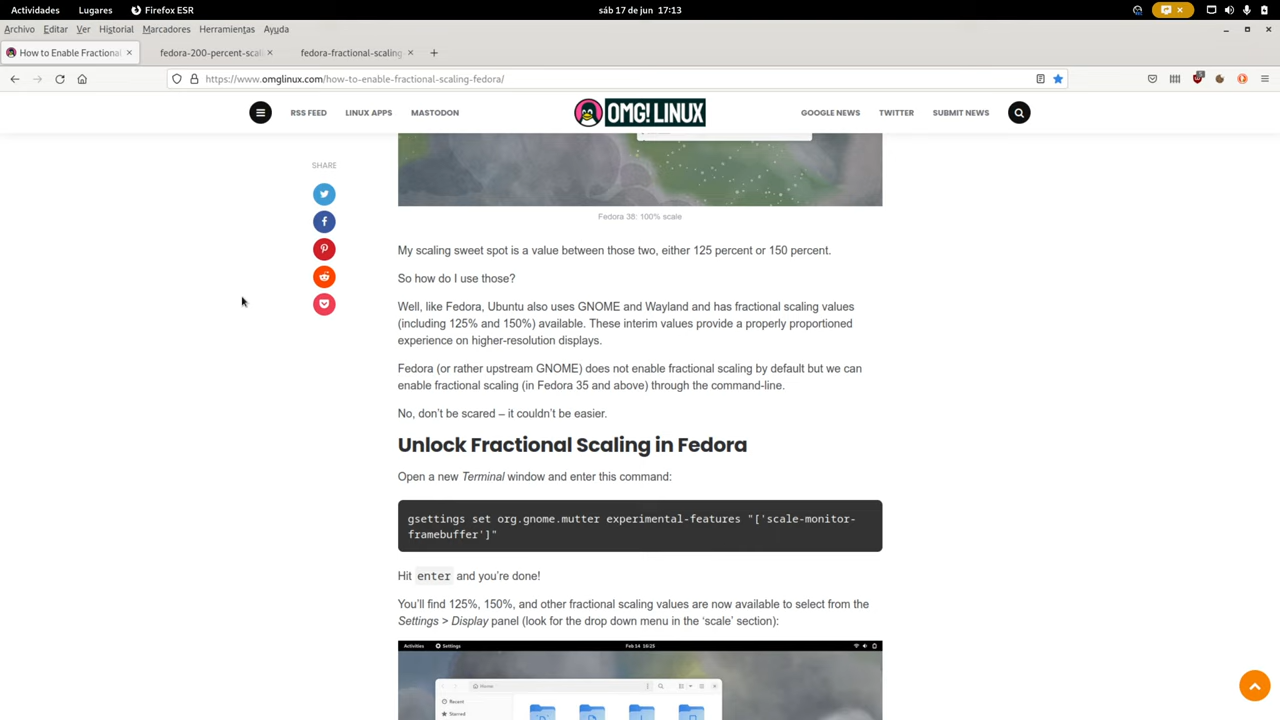 Actividades Lugares Firefox ESR sáb 17 de jun 17:13
Archivo Editar Ver Historial Marcadores Herramientas Ayuda
How to Enable Fractional fedora-200-percent-scal fedora-fractional-scaling
https://www.omglinux.com/how-to-enable-fractional-scaling-fedora/
RSS FEED LINUX APPS MASTODON OMG! LINUX GOOGLE NEWS TWITTER SUBMIT NEWS
SHARE
Fedora 38: 100% scale
My scaling sweet spot is a value between those two, either 125 percent or 150 percent.
So how do I use those?
Well, like Fedora, Ubuntu also uses GNOME and Wayland and has fractional scaling values
(including 125% and 150%) available. These interim values provide a properly proportioned
experience on higher-resolution displays.
Fedora (or rather upstream GNOME) does not enable fractional scaling by default but we can
enable fractional scaling (in Fedora 35 and above) through the command-line.
No, don’t be scared – it couldn’t be easier.
Unlock Fractional Scaling in Fedora
Open a new Terminal window and enter this command:
gsettings set org.gnome.mutter experimental-features "['scale-monitor-
framebuffer']"
Hit enter and you’re done!
You’ll find 125%, 150%, and other fractional scaling values are now available to select from the
Settings > Display panel (look for the drop down menu in the ‘scale’ section):
Activities Settings Feb 14 16:25
Home
Recent
Starred